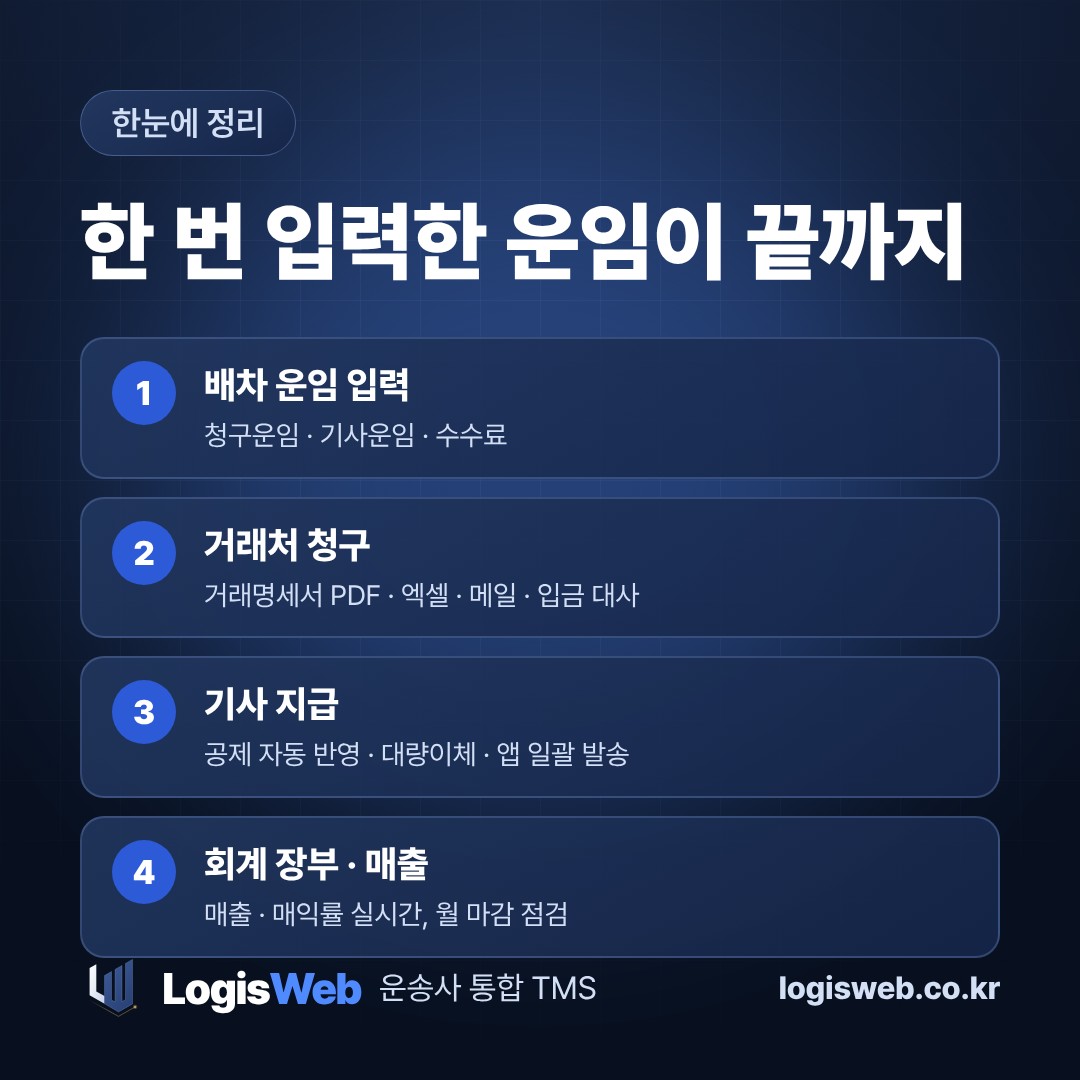 한눈에 정리
한 번 입력한 운임이 끝까지
1 배차 운임 입력
청구운임 · 기사운임 · 수수료
2 거래처 청구
거래명세서 PDF · 엑셀 · 메일 · 입금 대사
3 기사 지급
공제 자동 반영 · 대량이체 · 앱 일괄 발송
4 회계 장부 · 매출
매출 · 매익률 실시간, 월 마감 점검
LogisWeb 운송사 통합 TMS logisweb.co.kr